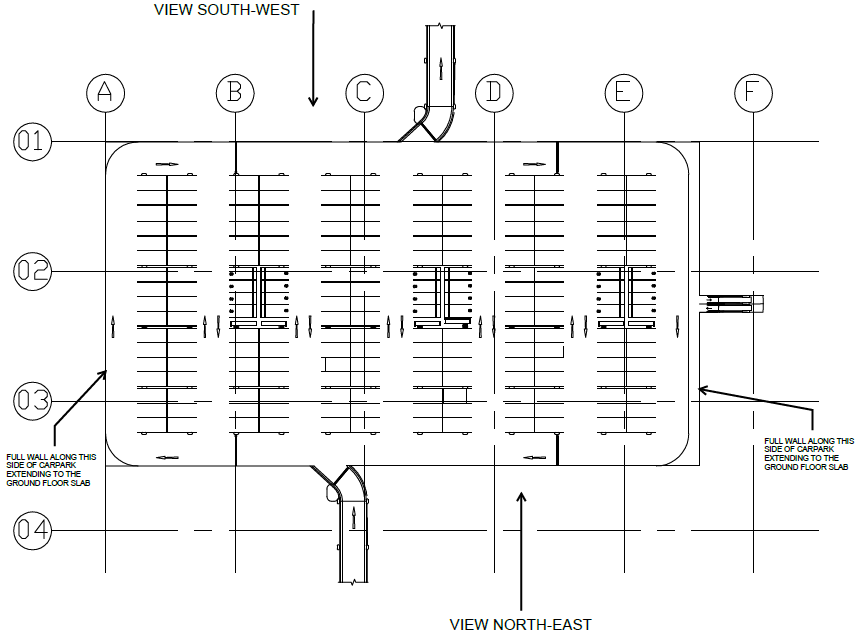 VIEW SOUTH-WEST
A
B
C
D
E
F
01
02
03
04
FULL WALL ALONG THIS
SIDE OF CARPARK
EXTENDING TO THE
GROUND FLOOR SLAB
FULL WALL ALONG THIS
SIDE OF CARPARK
EXTENDING TO THE
GROUND FLOOR SLAB
VIEW NORTH-EAST